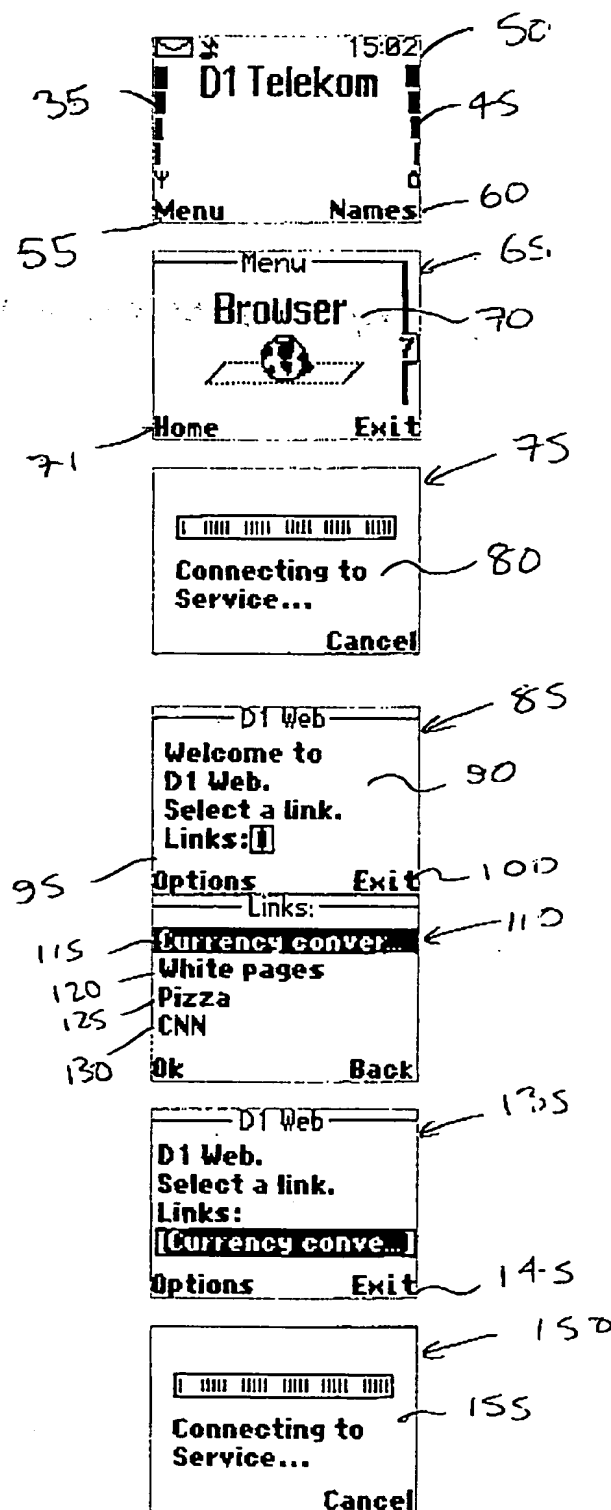 50
15:02
D1 Telekom
35
45
Menu Names
60
55
Menu
65
Browser
70
7
Home Exit
71
75
Connecting to
80
Service...
Cancel
D1 Web
85
Welcome to
D1 Web.
90
Select a link.
Links:
95
Options Exit
100
Links:
110
115
Currency conver...
120
White pages
125
Pizza
130
CNN
Ok Back
D1 Web
135
D1 Web.
Select a link.
Links:
[Currency conve...]
Options Exit
145
150
155
Connecting to
Service...
Cancel